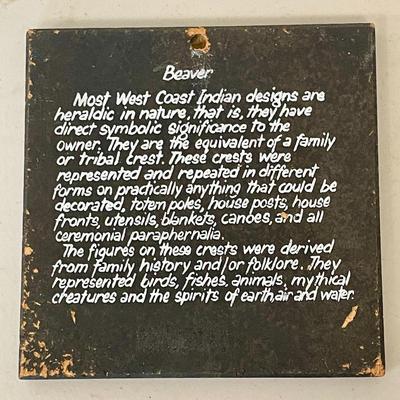 Beaver
Most West Coast Indian designs are
heraldic in nature, that is, they have
direct symbolic significance to the
owner. They are the equivalent of a family
or tribal crest. These crests were
represented and repeated in different
forms on practically anything that could be
decorated, totem poles, house posts, house
fronts, utensils, blankets, canoes, and all
ceremonial paraphernalia.
The figures on these crests were derived
from family history and/or folklore. They
represented birds, fishes, animals, mythical
creatures and the spirits of earth, air and water.